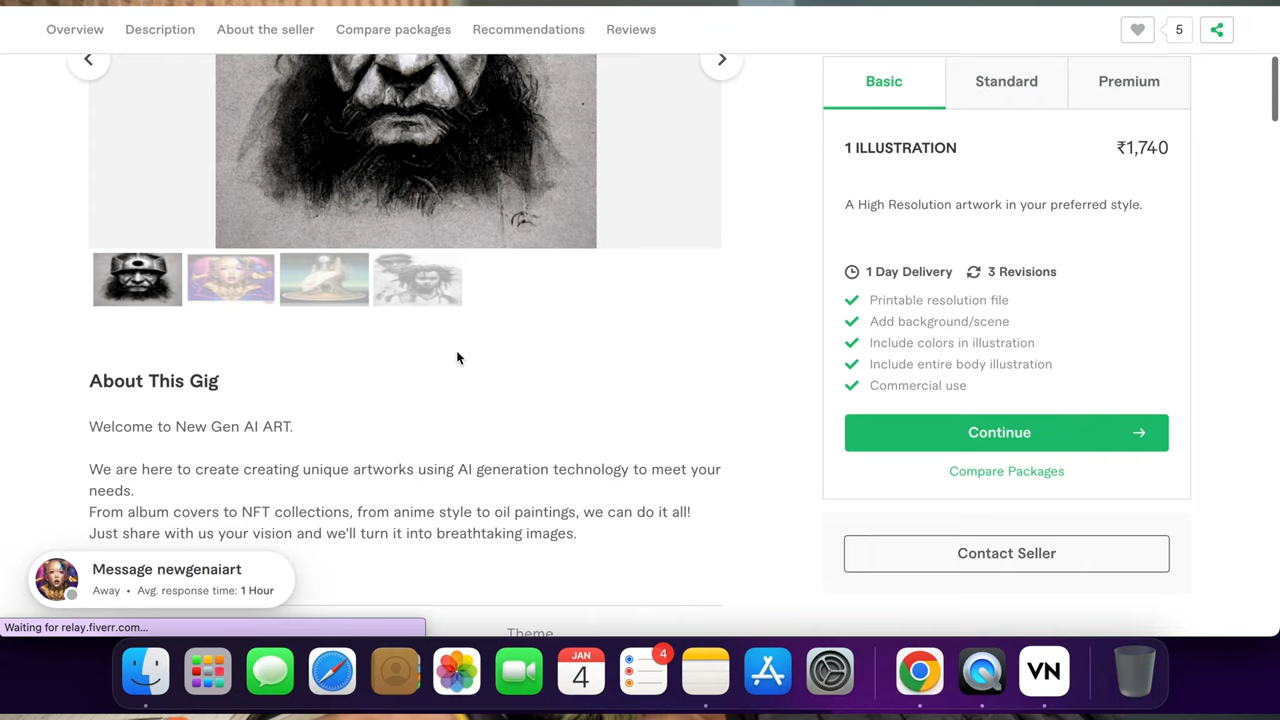 Overview Description About the seller Compare packages Recommendations Reviews
5
Basic Standard Premium
1 ILLUSTRATION ₹1,740
A High Resolution artwork in your preferred style.
1 Day Delivery 3 Revisions
Printable resolution file
Add background/scene
Include colors in illustration
Include entire body illustration
Commercial use
Continue
Compare Packages
Contact Seller
About This Gig
Welcome to New Gen AI ART.
We are here to create creating unique artworks using AI generation technology to meet your
needs.
From album covers to NFT collections, from anime style to oil paintings, we can do it all!
Just share with us your vision and we'll turn it into breathtaking images.
Message newgenaiart
Away • Avg. response time: 1 Hour
Theme
Waiting for relay.fiverr.com...
JAN
4
4
VN